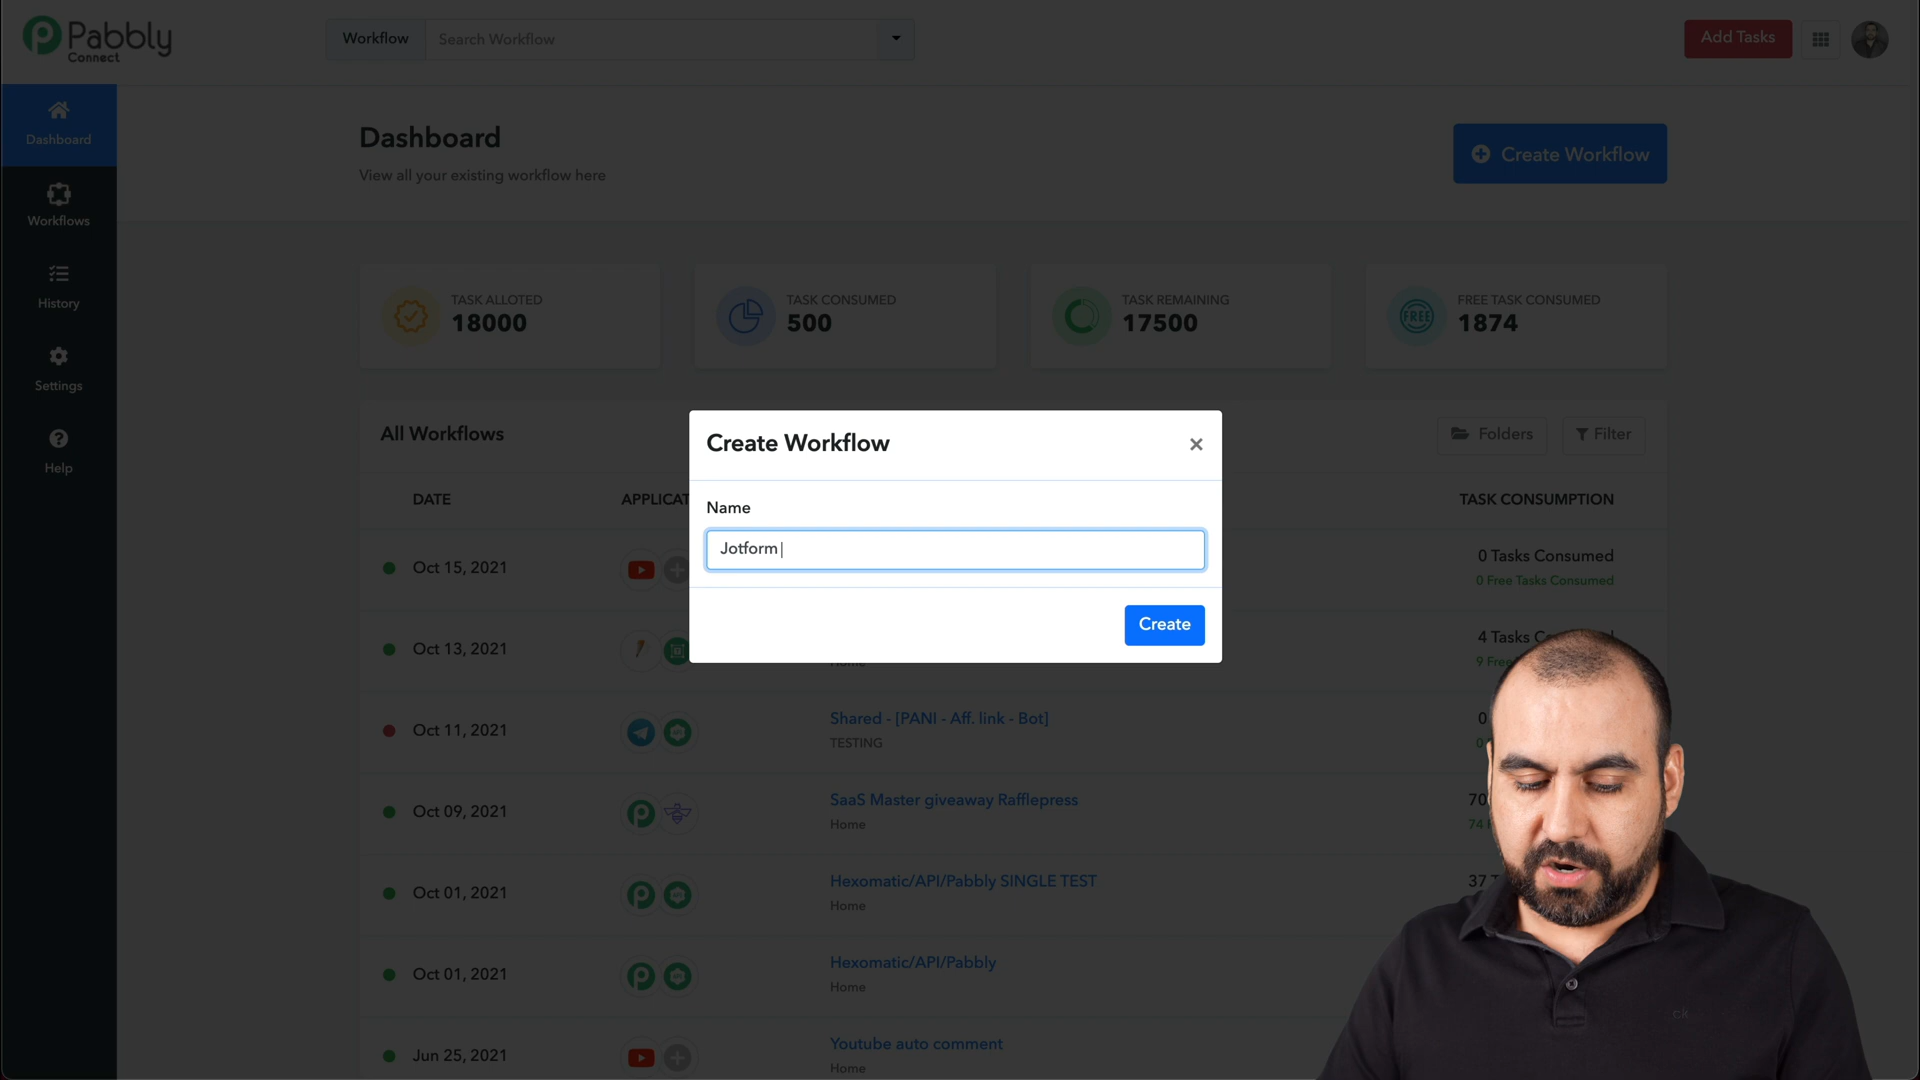 Pabbly
Connect
Workflow
Search Workflow
Add Tasks
Dashboard
Workflows
History
Settings
Help
Dashboard
View all your existing workflow here
Create Workflow
TASK ALLOTED
18000
TASK CONSUMED
500
TASK REMAINING
17500
FREE
FREE TASK CONSUMED
1874
All Workflows
Folders
Filter
DATE
APPLICAT
TASK CONSUMPTION
Create Workflow
×
Name
Jotform
Create
Oct 15, 2021
0 Tasks Consumed
0 Free Tasks Consumed
Oct 13, 2021
Home
4 Tasks
9 Free
Oct 11, 2021
Shared - [PANI - Aff. link - Bot]
TESTING
0
0
Oct 09, 2021
SaaS Master giveaway Rafflepress
Home
70
74
Oct 01, 2021
Hexomatic/API/Pabbly SINGLE TEST
Home
37
Oct 01, 2021
Hexomatic/API/Pabbly
Home
Jun 25, 2021
Youtube auto comment
Home
ck